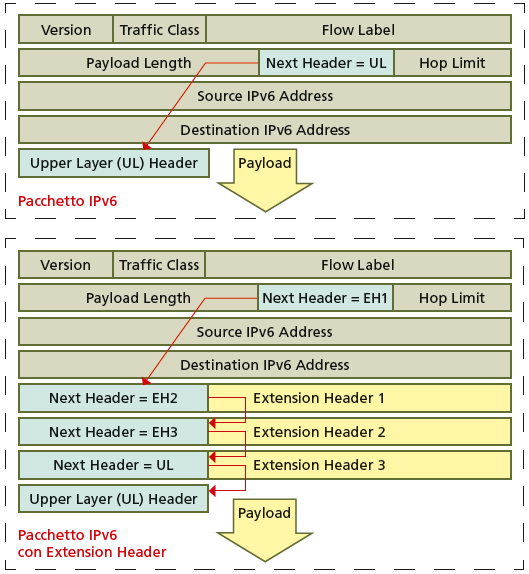 Version Traffic Class Flow Label
Payload Length Next Header = UL Hop Limit
Source IPv6 Address
Destination IPv6 Address
Upper Layer (UL) Header Payload
Pacchetto IPv6
Version Traffic Class Flow Label
Payload Length Next Header = EH1 Hop Limit
Source IPv6 Address
Destination IPv6 Address
Next Header = EH2 Extension Header 1
Next Header = EH3 Extension Header 2
Next Header = UL Extension Header 3
Upper Layer (UL) Header
Payload
Pacchetto IPv6
con Extension Header